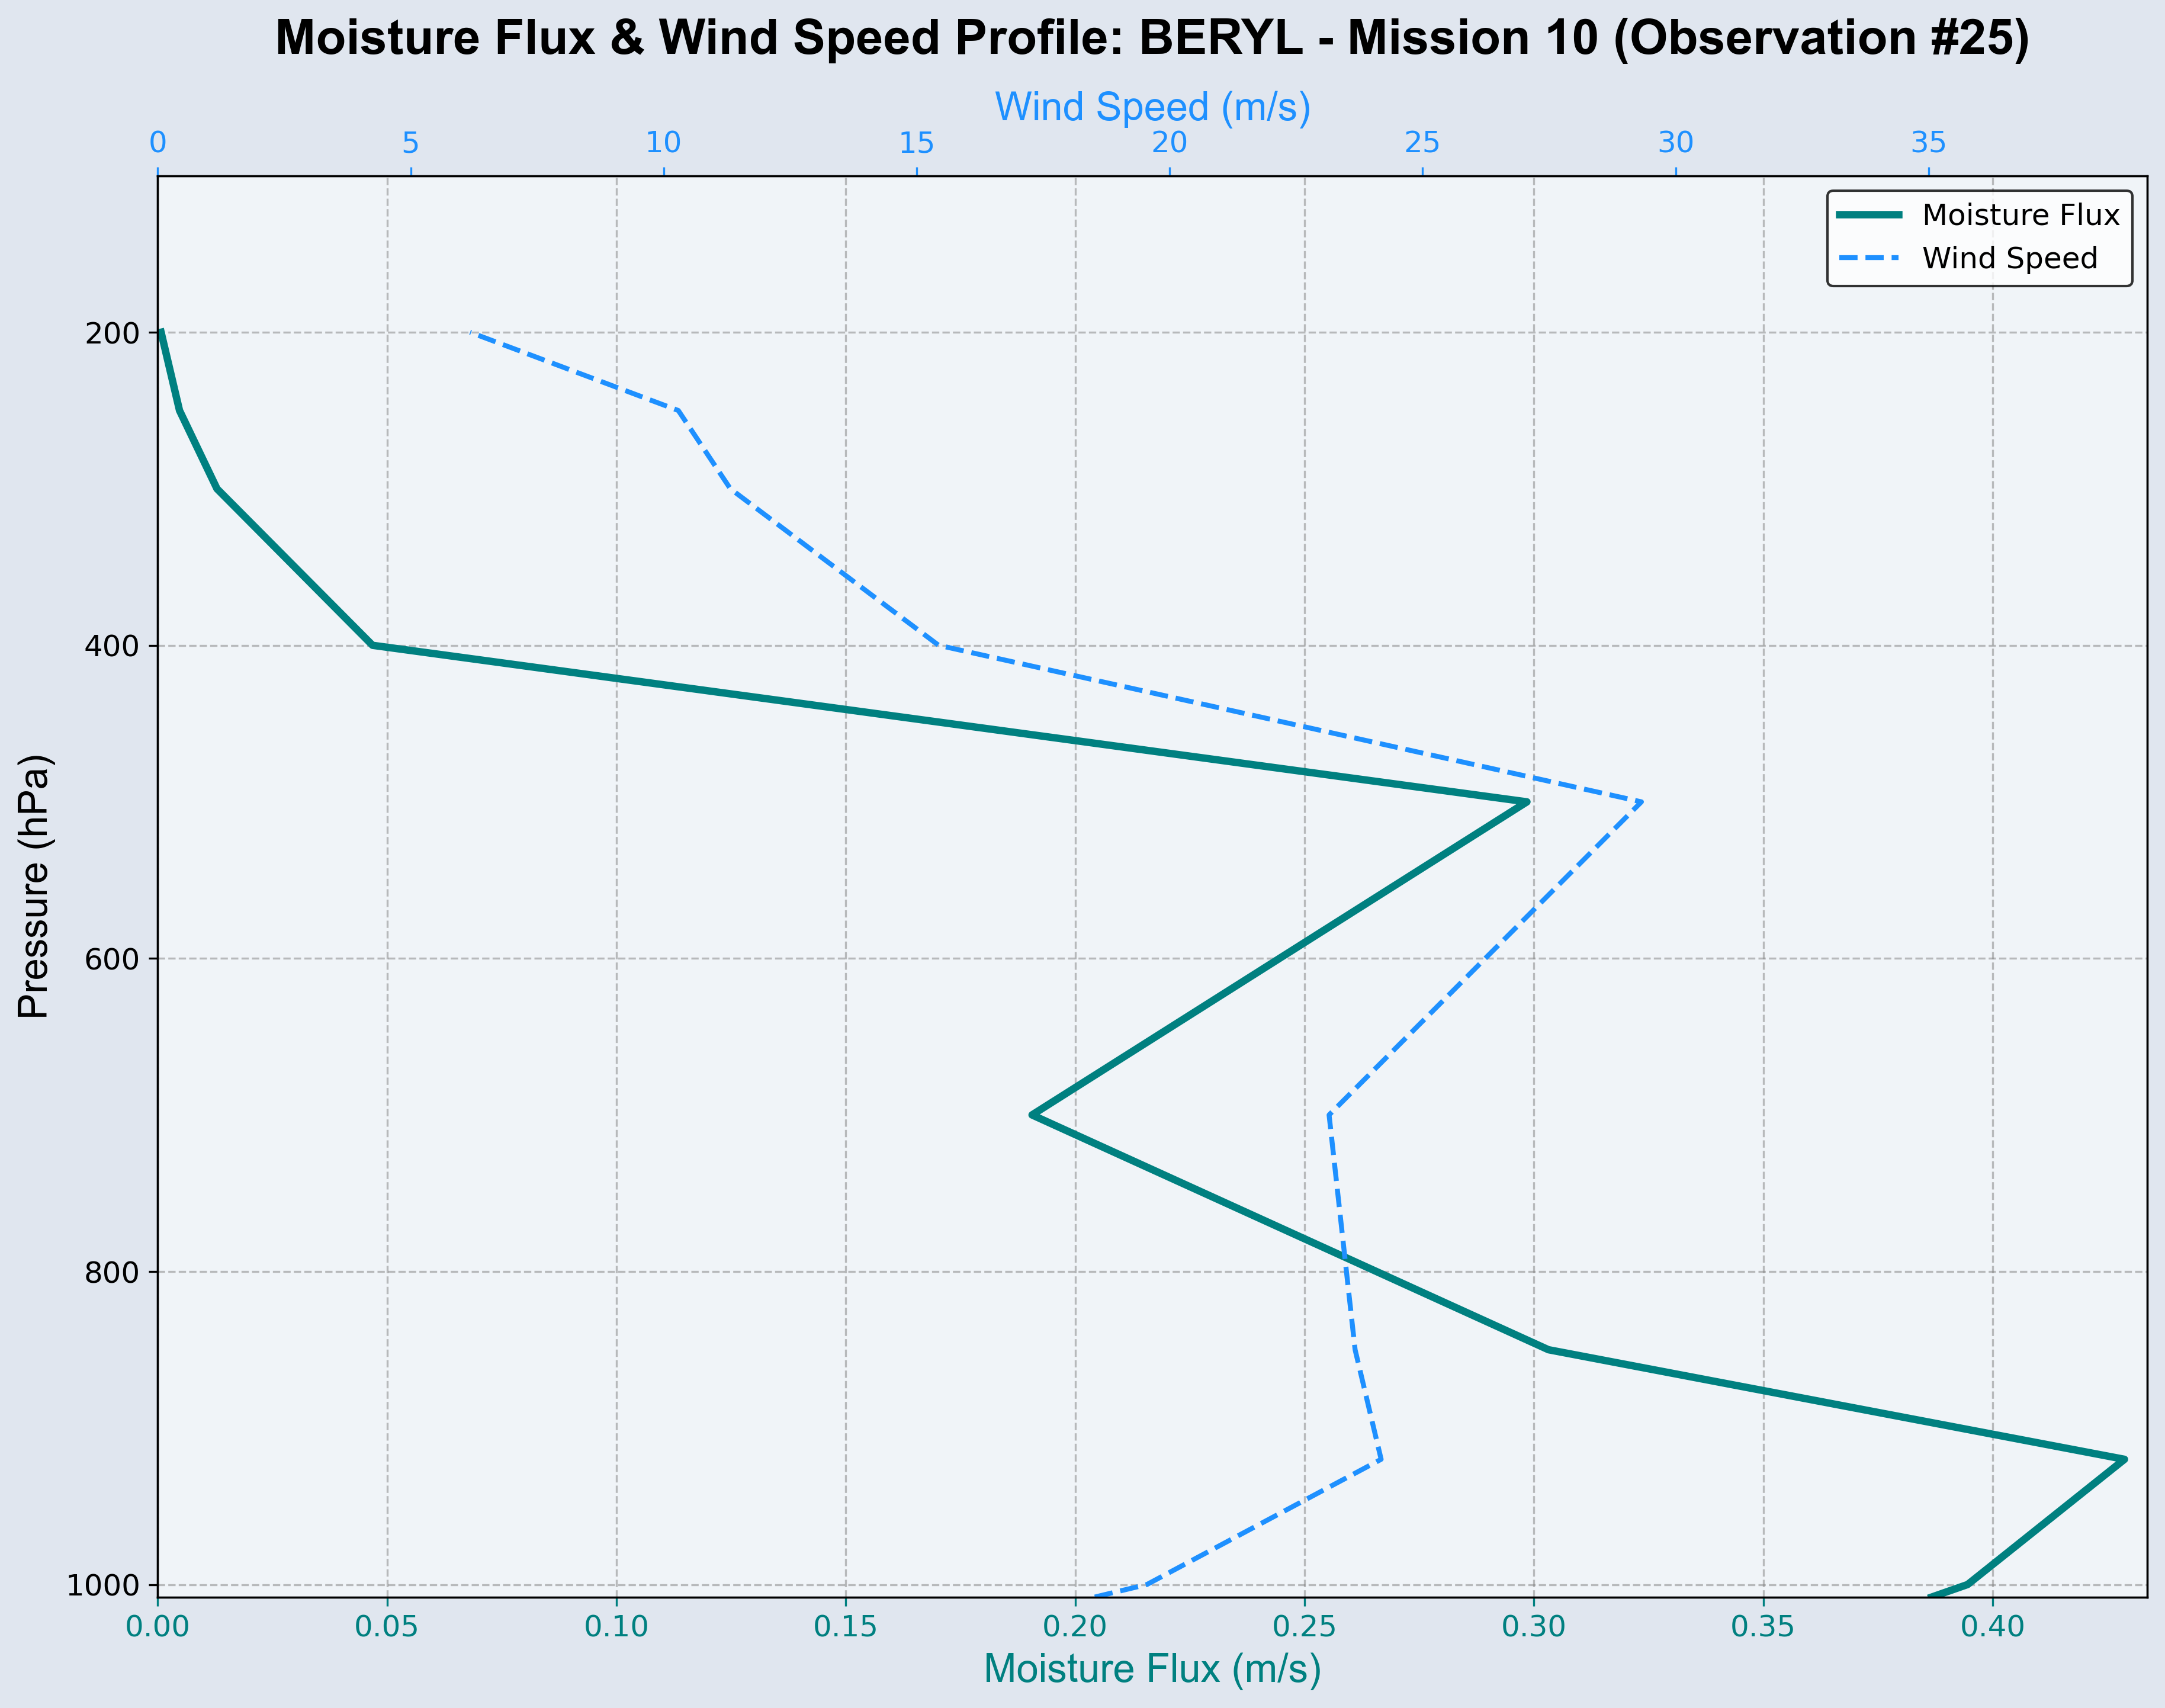 Moisture Flux & Wind Speed Profile: BERYL - Mission 10 (Observation #25)
Wind Speed (m/s)
0 5 10 15 20 25 30 35
Moisture Flux
Wind Speed
200
400
600
800
1000
Pressure (hPa)
0.00 0.05 0.10 0.15 0.20 0.25 0.30 0.35 0.40
Moisture Flux (m/s)